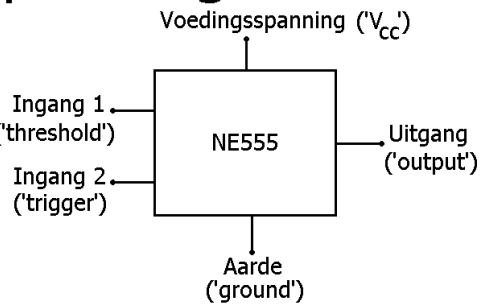 Voedingsspanning ('Vcc')
Ingang 1
('threshold')
NE555
Uitgang
('output')
Ingang 2
('trigger')
Aarde
('ground')